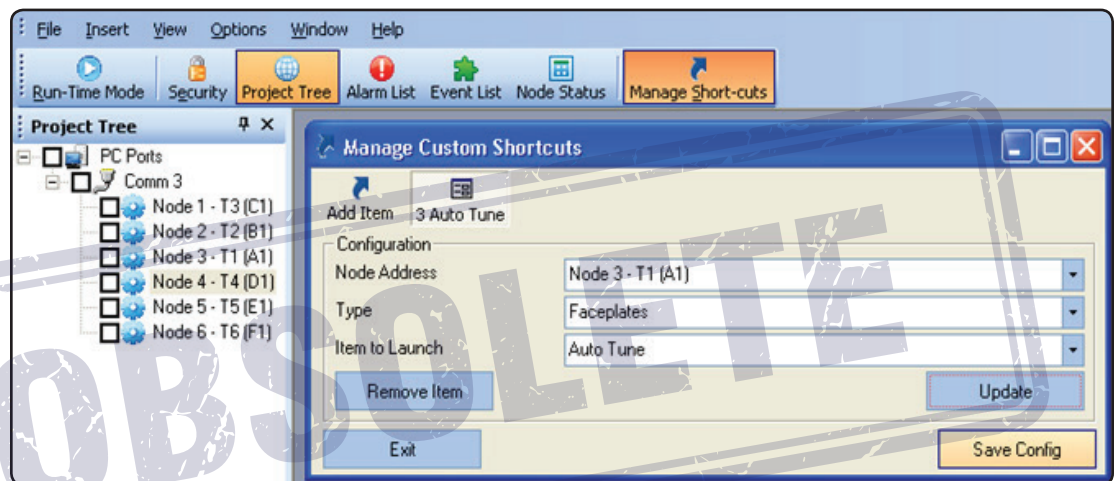 File Insert View Options Window Help
Run-Time Mode Security Project Tree Alarm List Event List Node Status Manage Short-cuts
Project Tree
PC Ports
Comm 3
Node 1 - T3 (C1)
Node 2 - T2 (B1)
Node 3 - T1 (A1)
Node 4 - T4 (D1)
Node 5 - T5 (E1)
Node 6 - T6 (F1)
Manage Custom Shortcuts
Add Item 3 Auto Tune
Configuration
Node Address Node 3 - T1 (A1)
Type Faceplates
Item to Launch Auto Tune
Remove Item Update
Exit Save Config
OBSOLETE